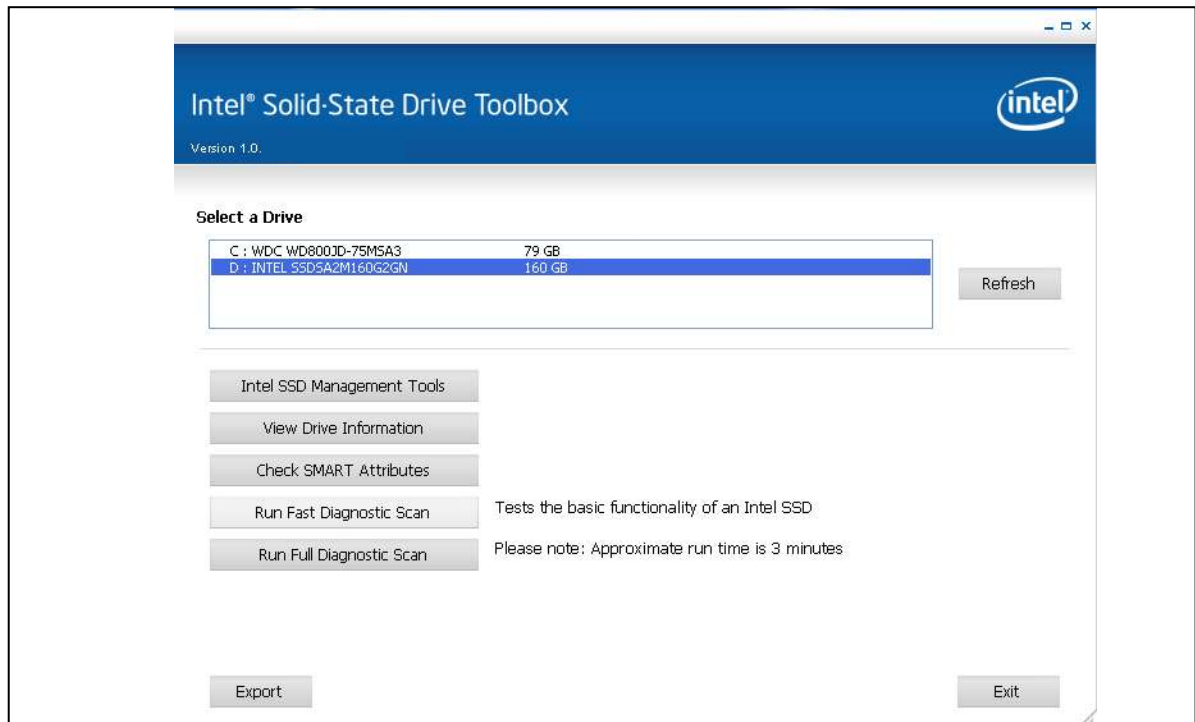 Intel® Solid-State Drive Toolbox
intel
Version 1.0.
Select a Drive
C : WDC WD800JD-75MSA3 79 GB
D : INTEL SSDSA2M160G2GN 160 GB
Refresh
Intel SSD Management Tools
View Drive Information
Check SMART Attributes
Run Fast Diagnostic Scan Tests the basic functionality of an Intel SSD
Run Full Diagnostic Scan Please note: Approximate run time is 3 minutes
Export
Exit